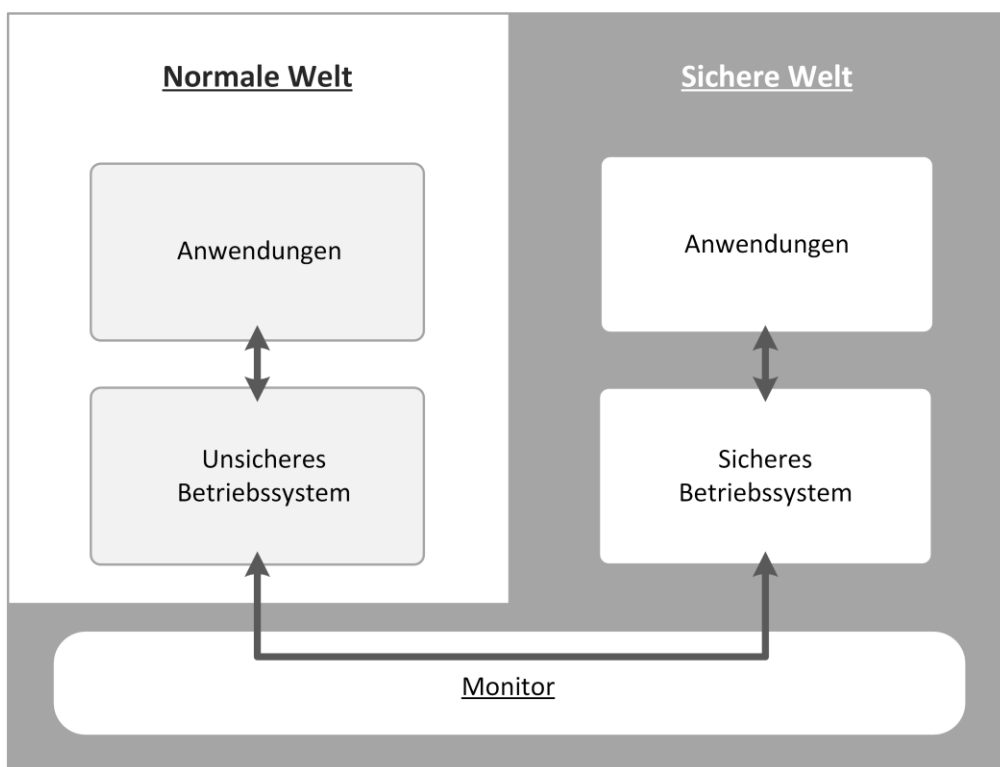 Normale Welt
Sichere Welt
Anwendungen
Anwendungen
Unsicheres
Betriebssystem
Sicheres
Betriebssystem
Monitor